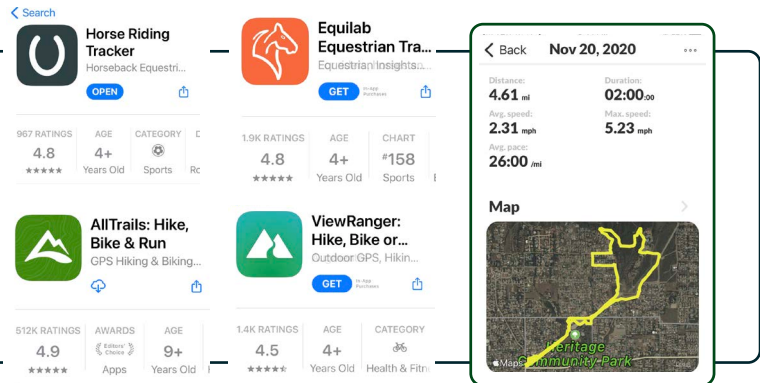 Search
Horse Riding
Tracker
Horseback Equestri...
OPEN
967 RATINGS
AGE
CATEGORY
4.8
4+
★★★★★
Years Old
Sports
Equilab
Equestrian Tra...
Equestrian Insights...
GET
In-App
Purchases
1.9K RATINGS
AGE
CHART
4.8
4+
#158
★★★★★
Years Old
Sports
AllTrails: Hike,
Bike & Run
GPS Hiking & Biking...
512K RATINGS
AWARDS
AGE
4.9
Editors'
Choice
9+
★★★★★
Apps
Years Old
ViewRanger:
Hike, Bike or...
Outdoor GPS, Hikin...
GET
In-App
Purchases
1.4K RATINGS
AGE
CATEGORY
4.5
4+
Years Old
Health & Fitn
Back
Nov 20, 2020
Distance:
Duration:
4.61 mi
02:00:00
Avg. speed:
Max. speed:
2.31 mph
5.23 mph
Avg. pace:
26:00 /mi
Map
Heritage
Community Park
Maps